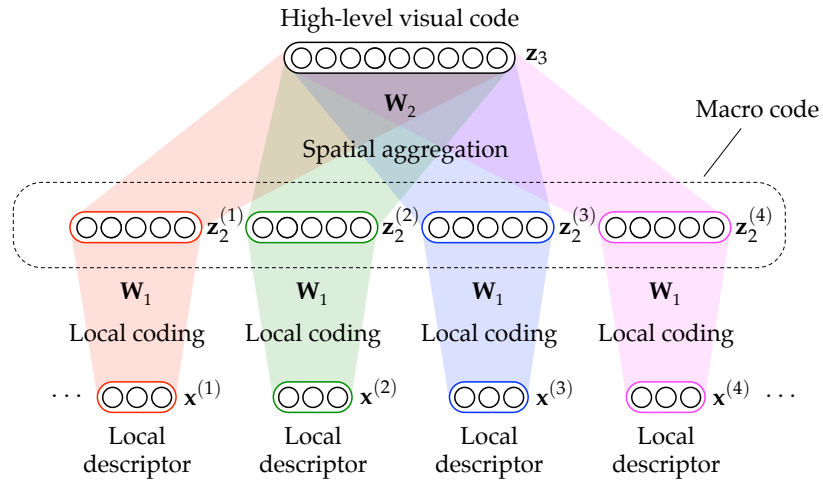 High-level visual code
z₃
W₂
Macro code
Spatial aggregation
z₂⁽¹⁾ z₂⁽²⁾ z₂⁽³⁾ z₂⁽⁴⁾
W₁ W₁ W₁ W₁
Local coding Local coding Local coding Local coding
··· x⁽¹⁾ x⁽²⁾ x⁽³⁾ x⁽⁴⁾ ···
Local Local Local Local
descriptor descriptor descriptor descriptor